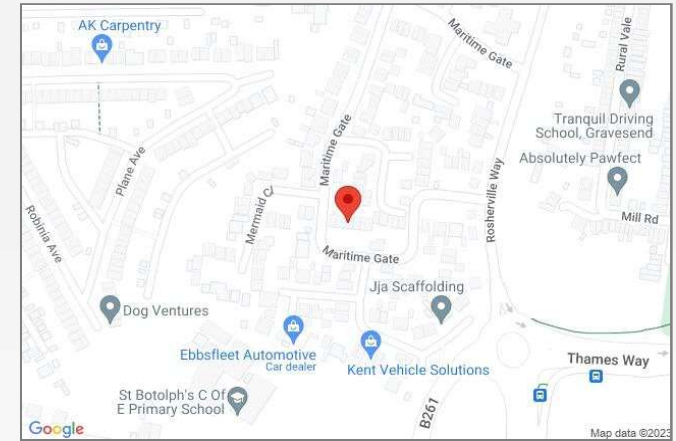 AK Carpentry
Maritime Gate
Rural Vale
Tranquil Driving
School, Gravesend
Absolutely Pawfect
Maritime Gate
Plane Ave
Mermaid Cl
Rosherville Way
Mill Rd
Robinia Ave
Maritime Gate
Jja Scaffolding
Dog Ventures
Ebbsfleet Automotive
Car dealer
Kent Vehicle Solutions
Thames Way
St Botolph's C Of
E Primary School
B261
Google
Map data ©2023